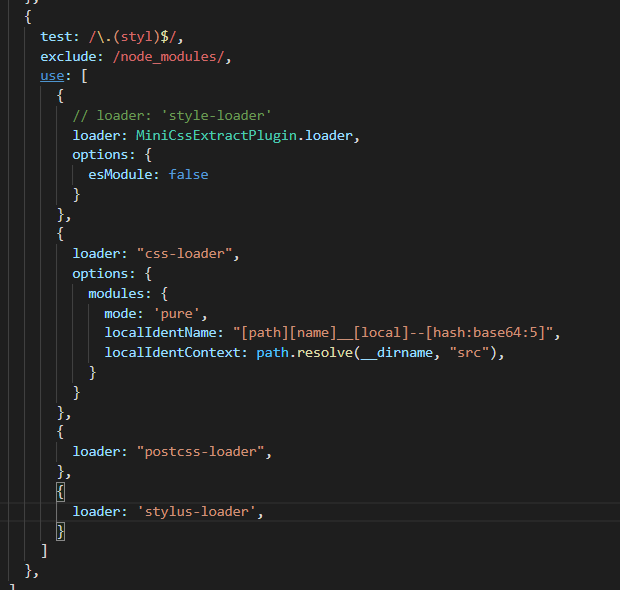 },
{
test: /\.(styl)$/,
exclude: /node_modules/,
use: [
{
// loader: 'style-loader'
loader: MiniCssExtractPlugin.loader,
options: {
esModule: false
}
},
{
loader: "css-loader",
options: {
modules: {
mode: 'pure',
localIdentName: "[path][name]__[local]--[hash:base64:5]",
localIdentContext: path.resolve(__dirname, "src"),
}
}
},
{
loader: "postcss-loader",
},
{
loader: 'stylus-loader',
}
]
},
]